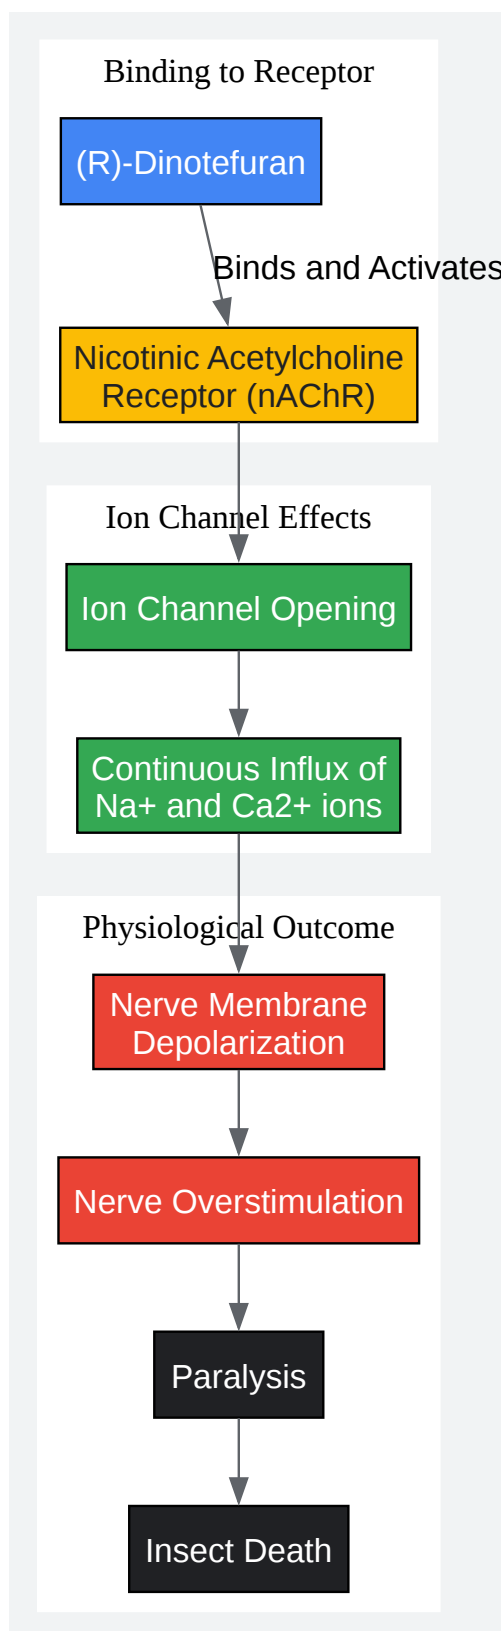 Binding to Receptor
(R)-Dinotefuran
Binds and Activates
Nicotinic Acetylcholine
Receptor (nAChR)
Ion Channel Effects
Ion Channel Opening
Continuous Influx of
Na+ and Ca2+ ions
Physiological Outcome
Nerve Membrane
Depolarization
Nerve Overstimulation
Paralysis
Insect Death